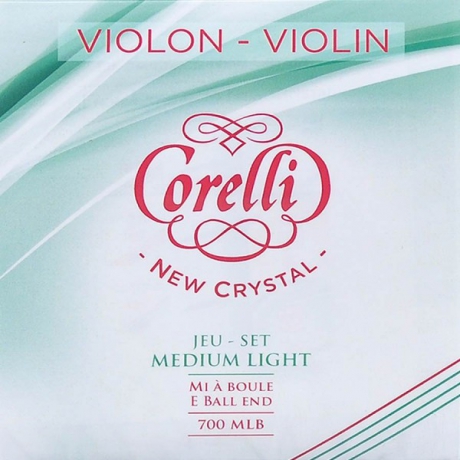 VIOLON - VIOLIN
Corelli
- NEW CRYSTAL -
JEU - SET
MEDIUM LIGHT
MI À BOULE
E BALL END
700 MLB